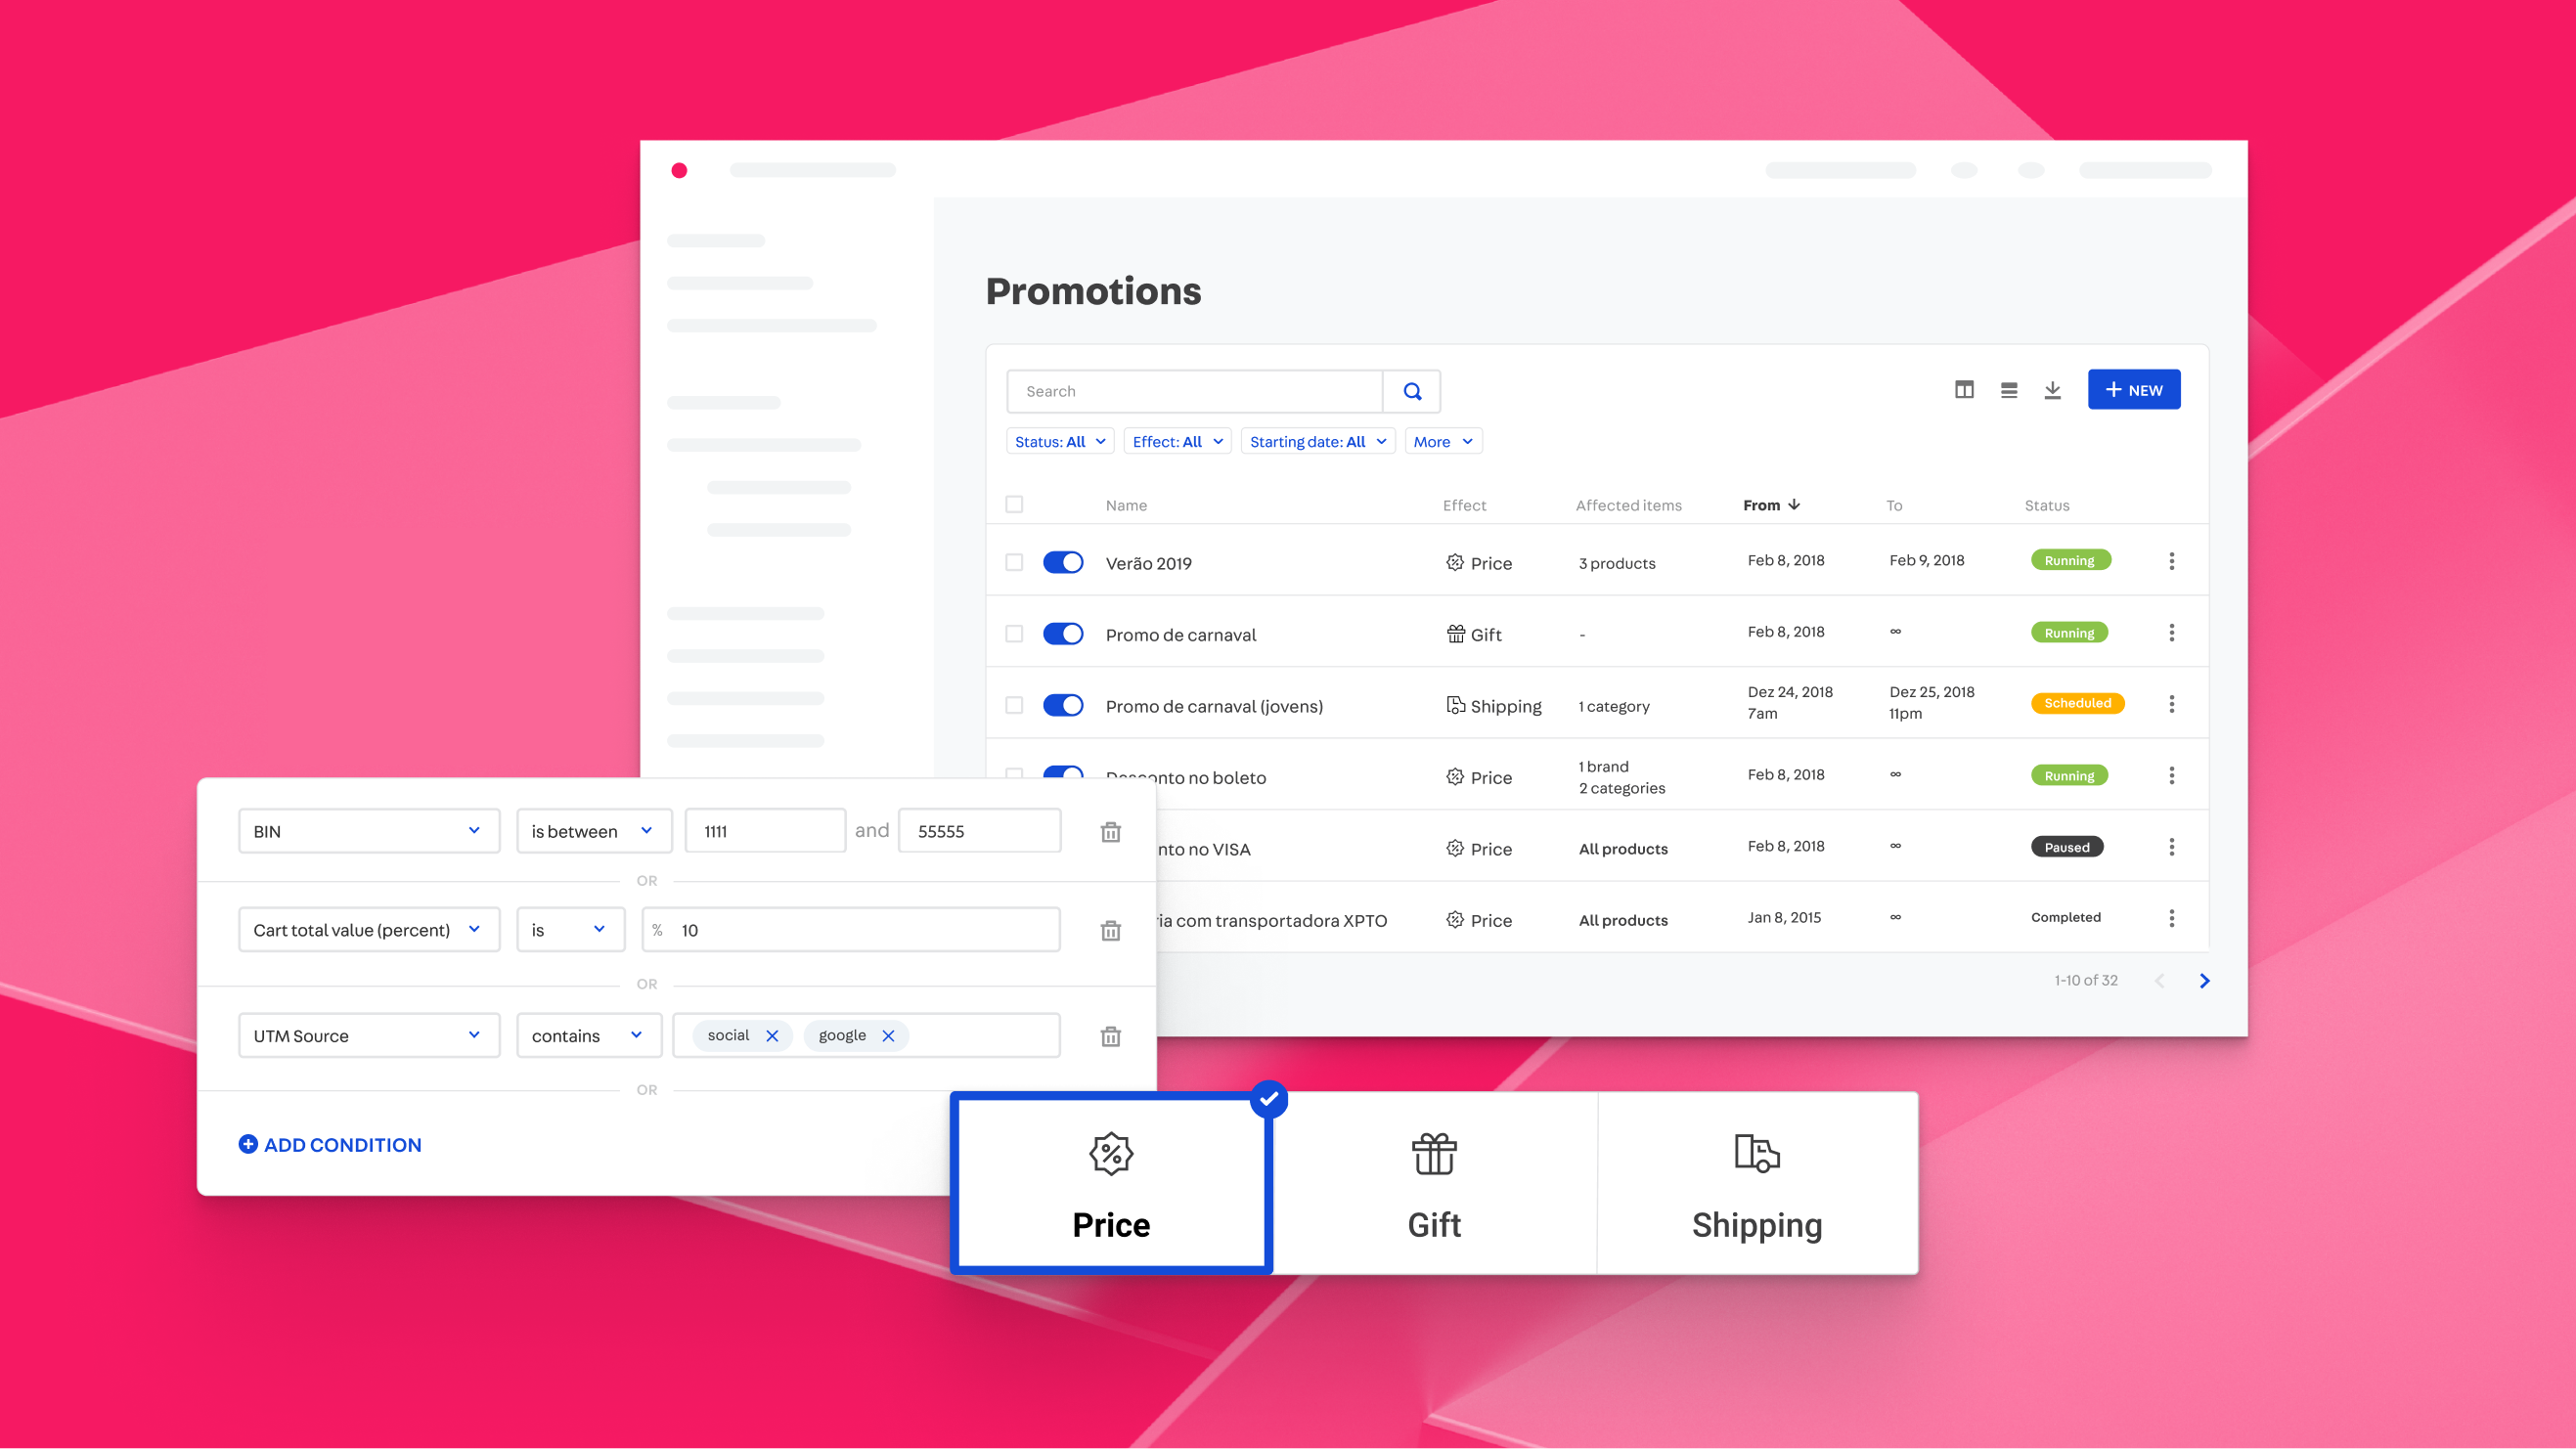 Promotions
Search
NEW
Status: All Effect: All Starting date: All More
Name Effect Affected items From To Status
Verão 2019 Price 3 products Feb 8, 2018 Feb 9, 2018 Running
Promo de carnaval Gift - Feb 8, 2018 ∞ Running
Promo de carnaval (jovens) Shipping 1 category Dez 24, 2018 7am Dez 25, 2018 11pm Scheduled
no boleto Price 1 brand 2 categories Feb 8, 2018 ∞ Running
nto no VISA Price All products Feb 8, 2018 ∞ Paused
ria com transportadora XPTO Price All products Jan 8, 2015 ∞ Completed
1-10 of 32
BIN is between 1111 and 55555
OR
Cart total value (percent) is % 10
OR
UTM Source contains social google
OR
ADD CONDITION
Price Gift Shipping